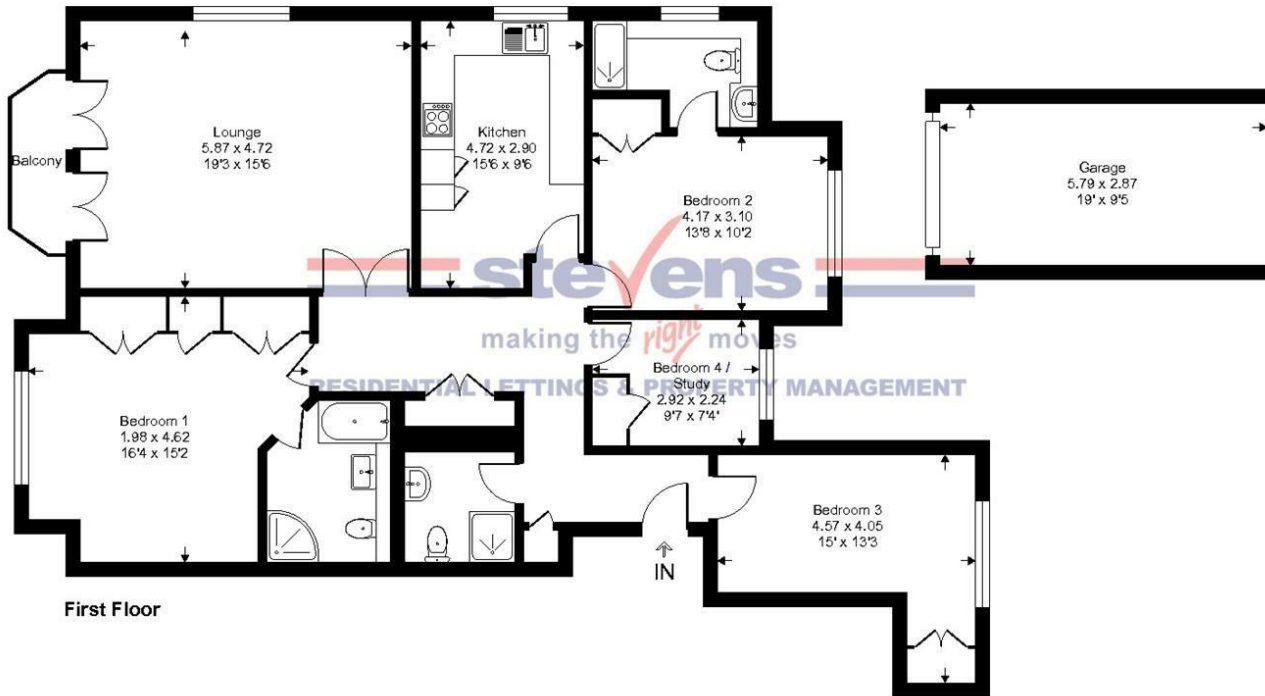 Lounge
5.87 x 4.72
19'3 x 15'6
Balcony
Kitchen
4.72 x 2.90
15'6 x 9'6
Bedroom 2
4.17 x 3.10
13'8 x 10'2
Garage
5.79 x 2.87
19' x 9'5
stevens
making the right moves
RESIDENTIAL LETTINGS & PROPERTY MANAGEMENT
Bedroom 4 /
Study
2.92 x 2.24
9'7 x 7'4'
Bedroom 1
1.98 x 4.62
16'4 x 15'2
Bedroom 3
4.57 x 4.05
15' x 13'3
IN
First Floor